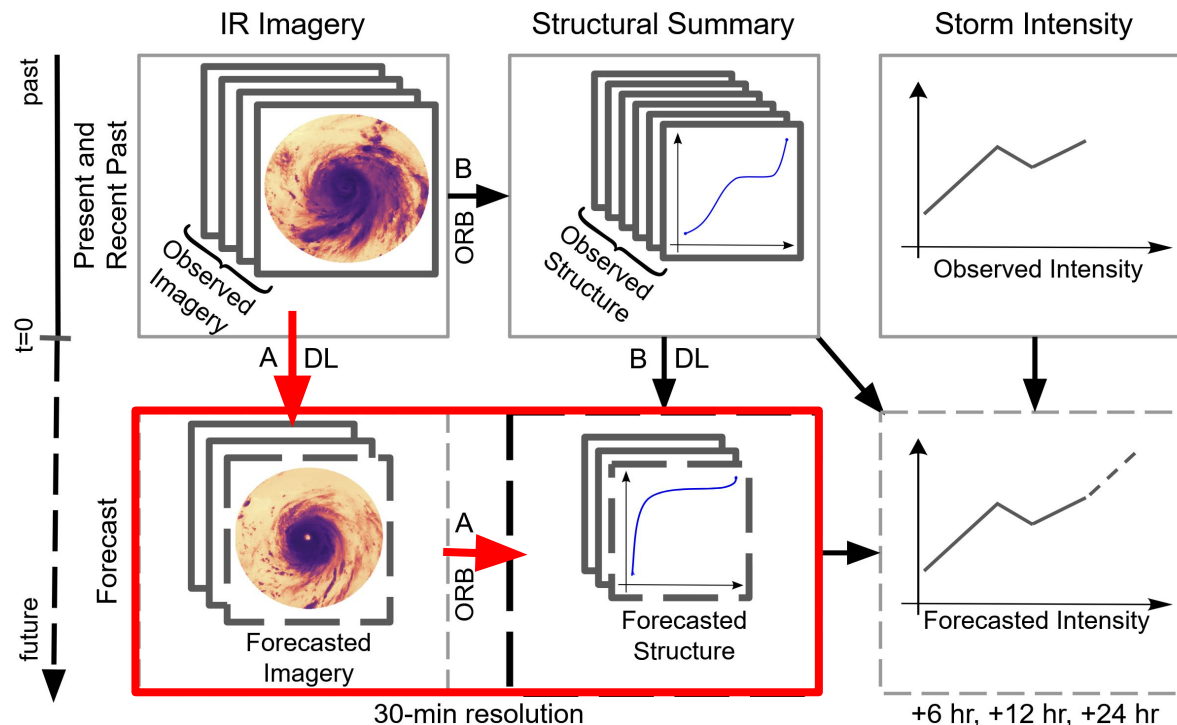 IR Imagery
Structural Summary
Storm Intensity
past
Present and
Recent Past
t=0
Observed
Imagery
B
ORB
Observed
Structure
Observed Intensity
A
DL
B
DL
Forecast
future
Forecasted
Imagery
A
ORB
Forecasted
Structure
Forecasted Intensity
30-min resolution
+6 hr, +12 hr, +24 hr